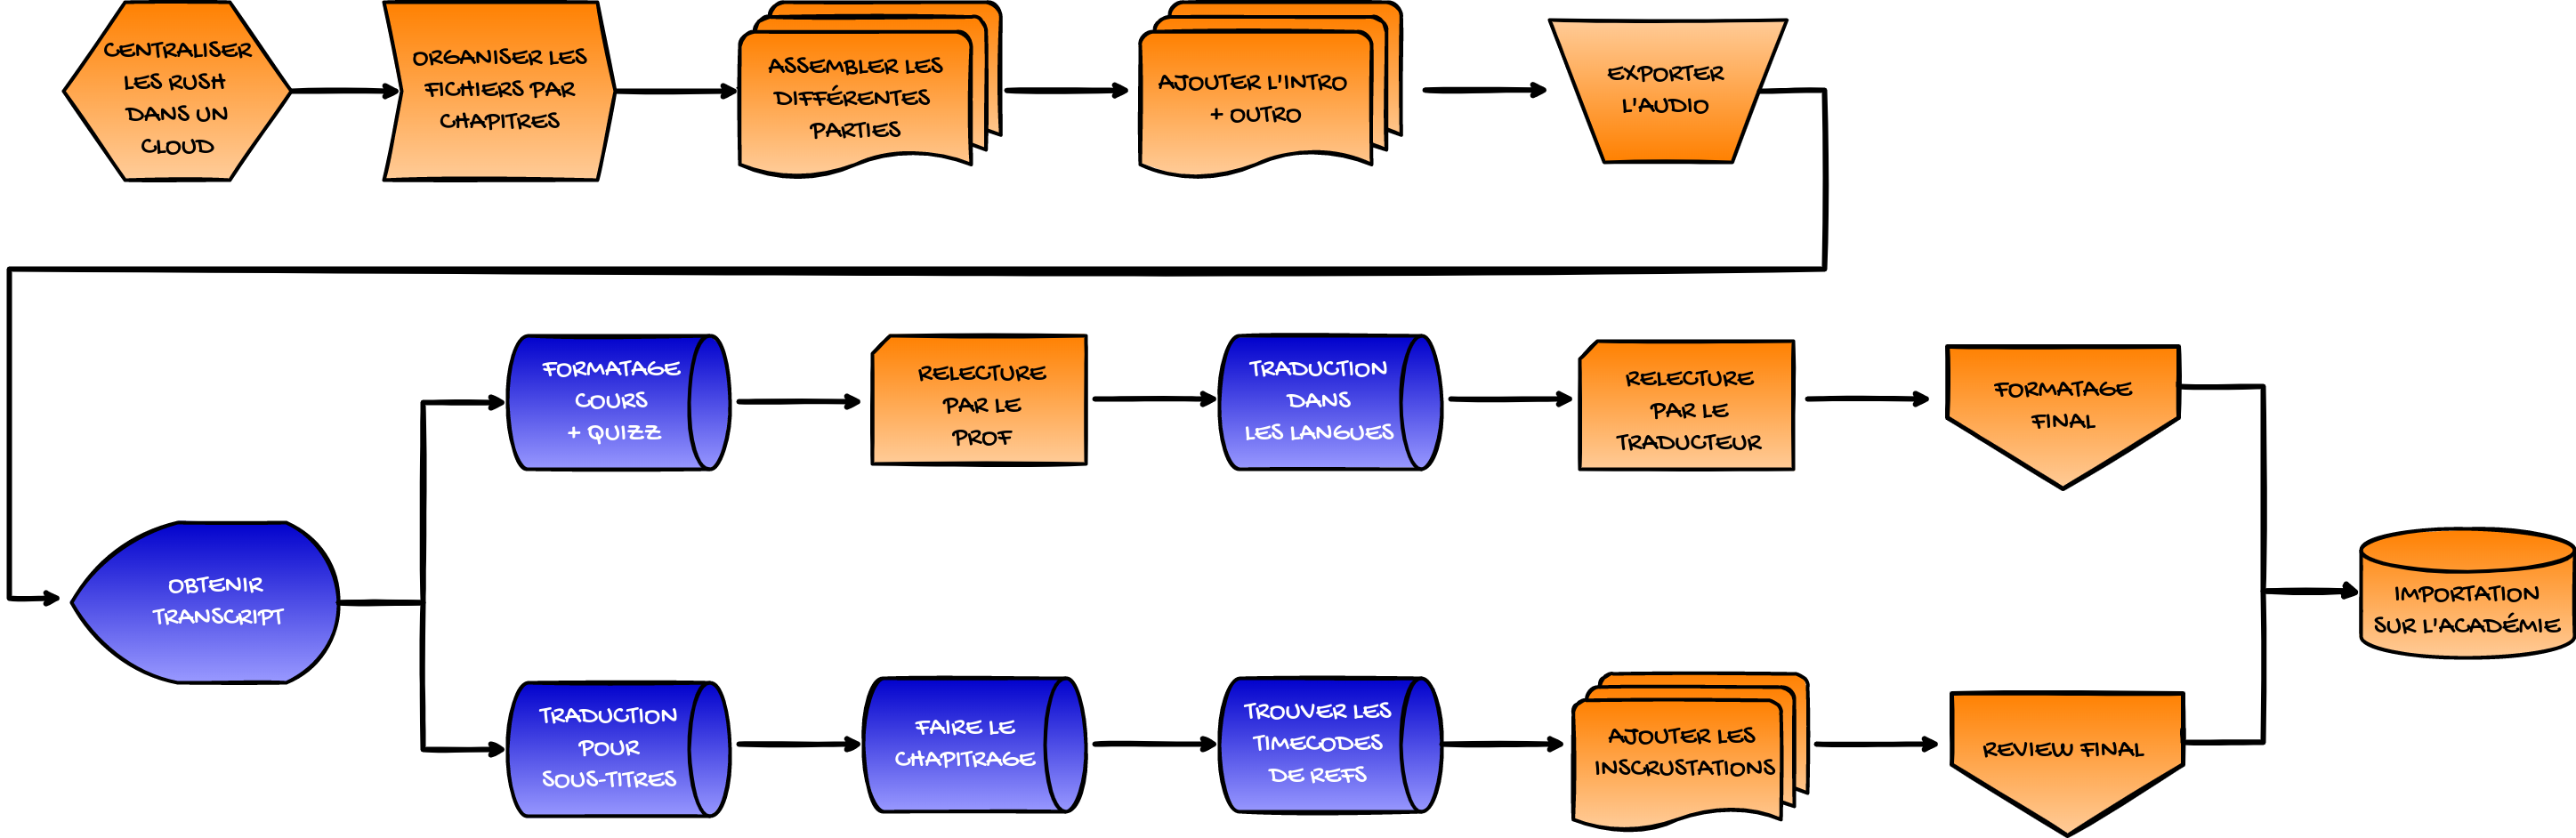 CENTRALISER
LES RUSH
DANS UN
CLOUD
ORGANISER LES
FICHIERS PAR
CHAPITRES
ASSEMBLER LES
DIFFÉRENTES
PARTIES
AJOUTER L'INTRO
+ OUTRO
EXPORTER
L'AUDIO
FORMATAGE
COURS
+ QUIZZ
RELECTURE
PAR LE
PROF
TRADUCTION
DANS
LES LANGUES
RELECTURE
PAR LE
TRADUCTEUR
FORMATAGE
FINAL
OBTENIR
TRANSCRIPT
IMPORTATION
SUR L'ACADÉMIE
TRADUCTION
POUR
SOUS-TITRES
FAIRE LE
CHAPITRAGE
TROUVER LES
TIMECODES
DE REFS
AJOUTER LES
INSCRUSTATIONS
REVIEW FINAL